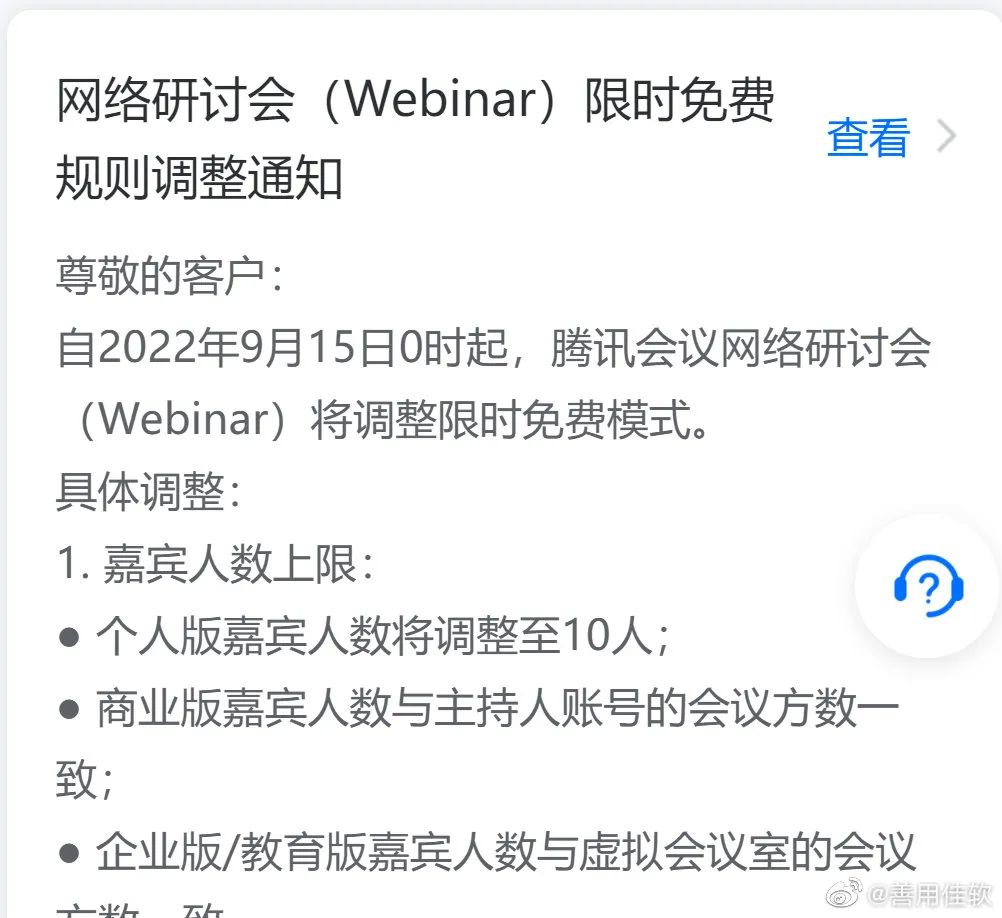 网络研讨会（Webinar）限时免费
规则调整通知
查看
尊敬的客户：
自2022年9月15日0时起，腾讯会议网络研讨会
（Webinar）将调整限时免费模式。
具体调整：
1. 嘉宾人数上限：
● 个人版嘉宾人数将调整至10人；
● 商业版嘉宾人数与主持人账号的会议方数一
致；
● 企业版/教育版嘉宾人数与虚拟会议室的会议
方数一致
@善用佳软